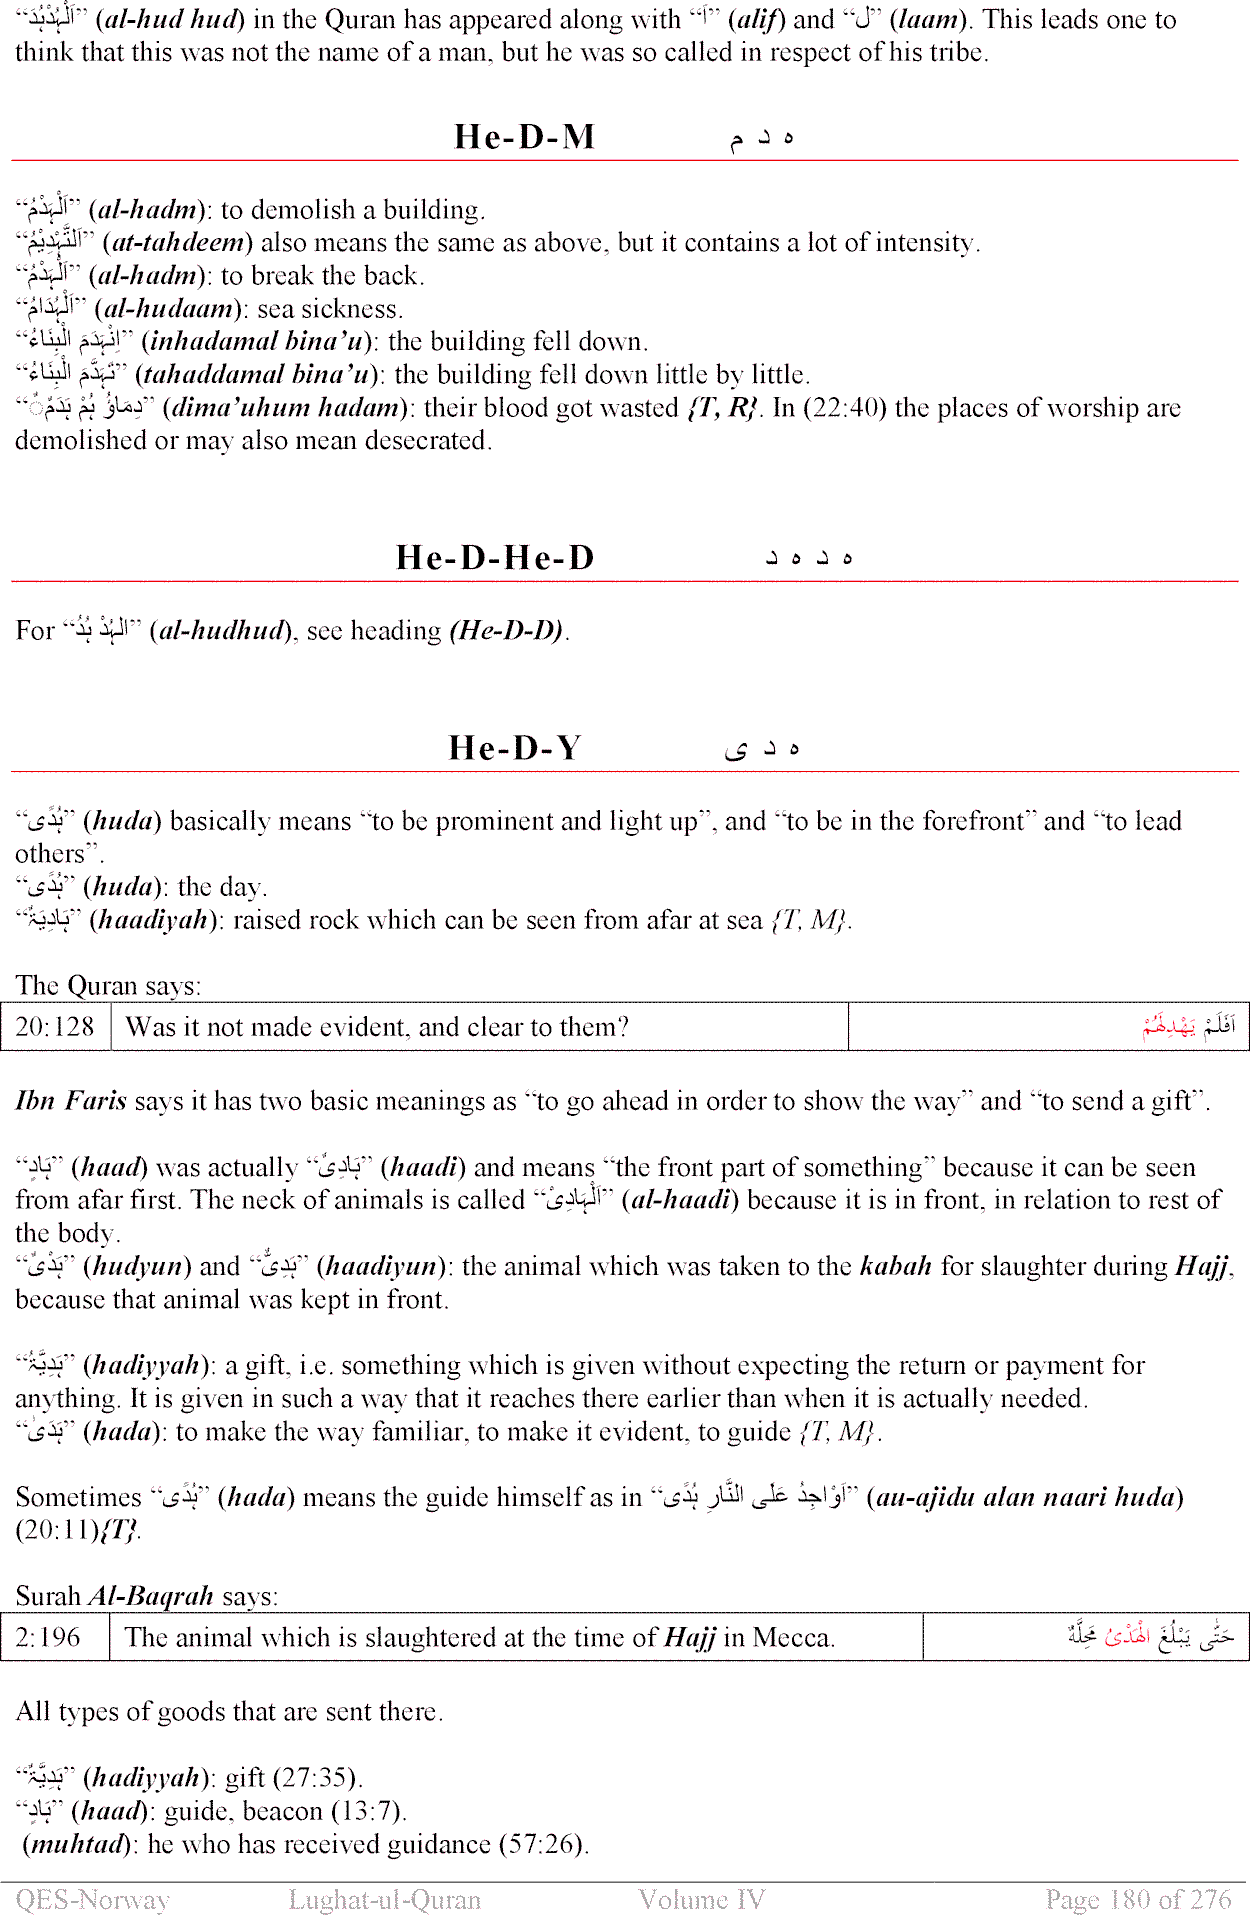 “اَلْہُدْہُدَ” (al-hud hud) in the Quran has appeared along with “اَ” (alif) and “ل” (laam). This leads one to
think that this was not the name of a man, but he was so called in respect of his tribe.
He-D-M ہ د م
“اَلْہَدْمُ” (al-hadm): to demolish a building.
“اَلتَّہْدِیْمُ” (at-tahdeem) also means the same as above, but it contains a lot of intensity.
“اَلْہَدْمُ” (al-hadm): to break the back.
“اَلْہُدَامُ” (al-hudaam): sea sickness.
“اِنْہَدَمَ الْبِنَاءُ” (inhadamal bina’u): the building fell down.
“تَہَدَّمَ الْبِنَاءُ” (tahaddamal bina’u): the building fell down little by little.
“دِمَاؤُ ہُمْ ہَدَمٌ” (dima’uhum hadam): their blood got wasted {T, R}. In (22:40) the places of worship are
demolished or may also mean desecrated.
He-D-He-D ہ د ہ د
For “الہُدْ ہُدُ” (al-hudhud), see heading (He-D-D).
He-D-Y ہ د ی
“ہُدًی” (huda) basically means “to be prominent and light up”, and “to be in the forefront” and “to lead
others”.
“ہُدًی” (huda): the day.
“ہَادِیَۃٌ” (haadiyah): raised rock which can be seen from afar at sea {T, M}.
The Quran says:
20:128 Was it not made evident, and clear to them? اَفَلَمْ یَهْدِلَهُمْ
Ibn Faris says it has two basic meanings as “to go ahead in order to show the way” and “to send a gift”.
“ہَادٍ” (haad) was actually “ہَادِیٌ” (haadi) and means “the front part of something” because it can be seen
from afar first. The neck of animals is called “اَلْہَادِیْ” (al-haadi) because it is in front, in relation to rest of
the body.
“ہَدْیٌ” (hudyun) and “ہَدِیٌّ” (haadiyun): the animal which was taken to the kabah for slaughter during Hajj,
because that animal was kept in front.
“ہَدِیَّۃٌ” (hadiyyah): a gift, i.e. something which is given without expecting the return or payment for
anything. It is given in such a way that it reaches there earlier than when it is actually needed.
“ہَدَیٰ” (hada): to make the way familiar, to make it evident, to guide {T, M}.
Sometimes “ہُدًی” (hada) means the guide himself as in “اَوْاَجِدُ عَلَی النَّارِ ہُدًی” (au-ajidu alan naari huda)
(20:11){T}.
Surah Al-Baqrah says:
2:196 The animal which is slaughtered at the time of Hajj in Mecca. حَتّٰی یَبْلُغَ الْهَدْیُ مَحِلَّهٗ
All types of goods that are sent there.
“ہَدِیَّۃٌ” (hadiyyah): gift (27:35).
“ہَادٍ” (haad): guide, beacon (13:7).
(muhtad): he who has received guidance (57:26).
QES-Norway Lughat-ul-Quran Volume IV Page 180 of 276